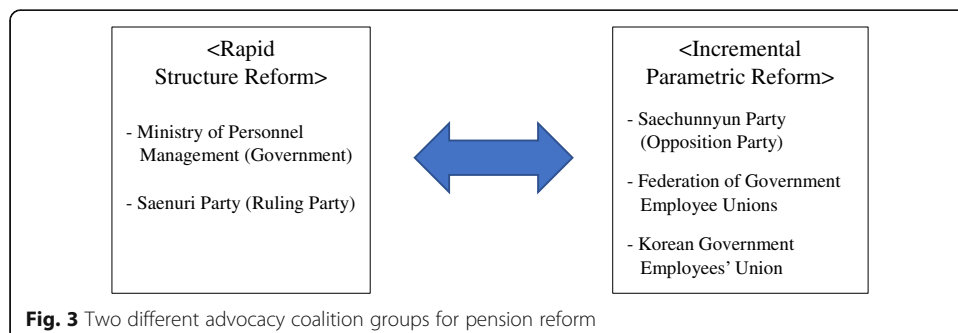 <Rapid
Structure Reform>
- Ministry of Personnel
Management (Government)
- Saenuri Party (Ruling Party)
<Incremental
Parametric Reform>
- Saechunnyun Party
(Opposition Party)
- Federation of Government
Employee Unions
- Korean Government
Employees' Union
Fig. 3 Two different advocacy coalition groups for pension reform